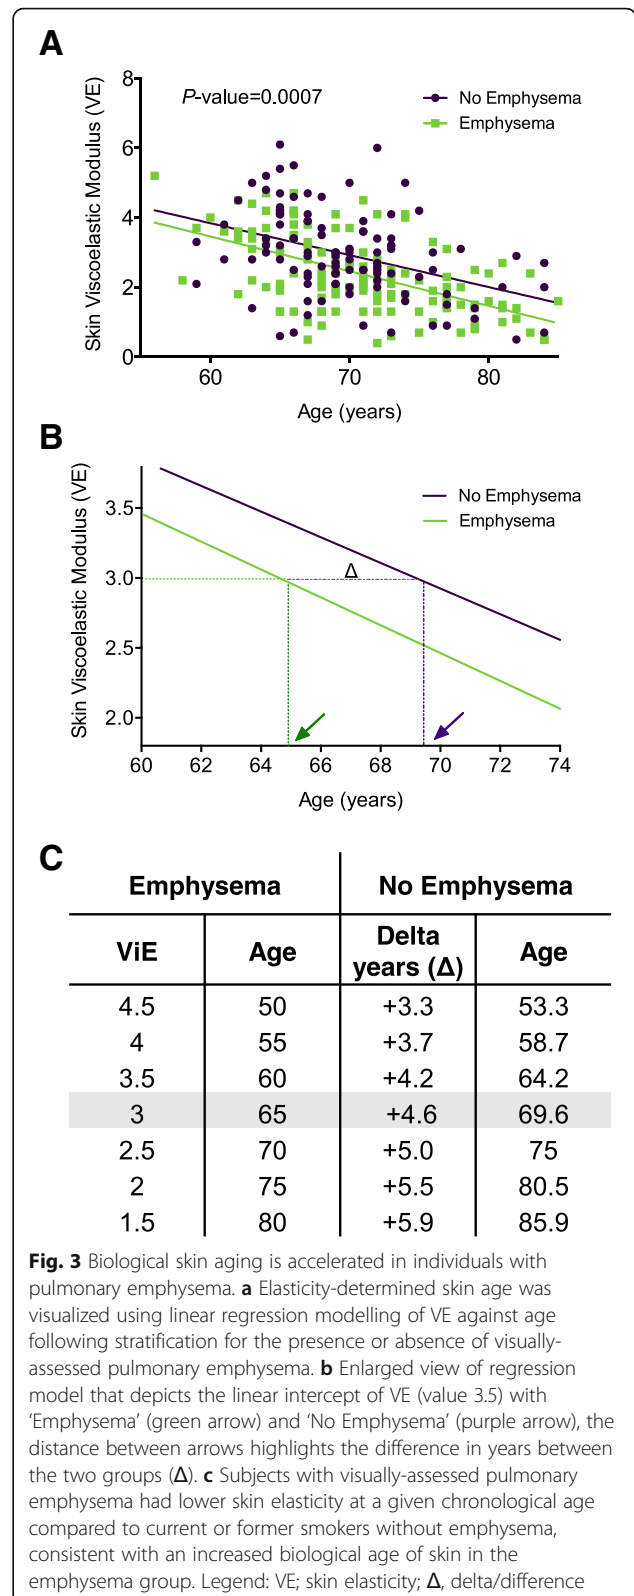 A
Skin Viscoelastic Modulus (VE)
8
6
4
2
0
P-value=0.0007
No Emphysema
Emphysema
60
70
80
Age (years)
B
Skin Viscoelastic Modulus (VE)
3.5
3.0
2.5
2.0
No Emphysema
Emphysema
Δ
60 62 64 66 68 70 72 74
Age (years)
C
Emphysema No Emphysema
ViE Age Delta years (Δ) Age
4.5 50 +3.3 53.3
4 55 +3.7 58.7
3.5 60 +4.2 64.2
3 65 +4.6 69.6
2.5 70 +5.0 75
2 75 +5.5 80.5
1.5 80 +5.9 85.9
Fig. 3 Biological skin aging is accelerated in individuals with
pulmonary emphysema. a Elasticity-determined skin age was
visualized using linear regression modelling of VE against age
following stratification for the presence or absence of visually-
assessed pulmonary emphysema. b Enlarged view of regression
model that depicts the linear intercept of VE (value 3.5) with
‘Emphysema’ (green arrow) and ‘No Emphysema’ (purple arrow), the
distance between arrows highlights the difference in years between
the two groups (Δ). c Subjects with visually-assessed pulmonary
emphysema had lower skin elasticity at a given chronological age
compared to current or former smokers without emphysema,
consistent with an increased biological age of skin in the
emphysema group. Legend: VE; skin elasticity; Δ, delta/difference